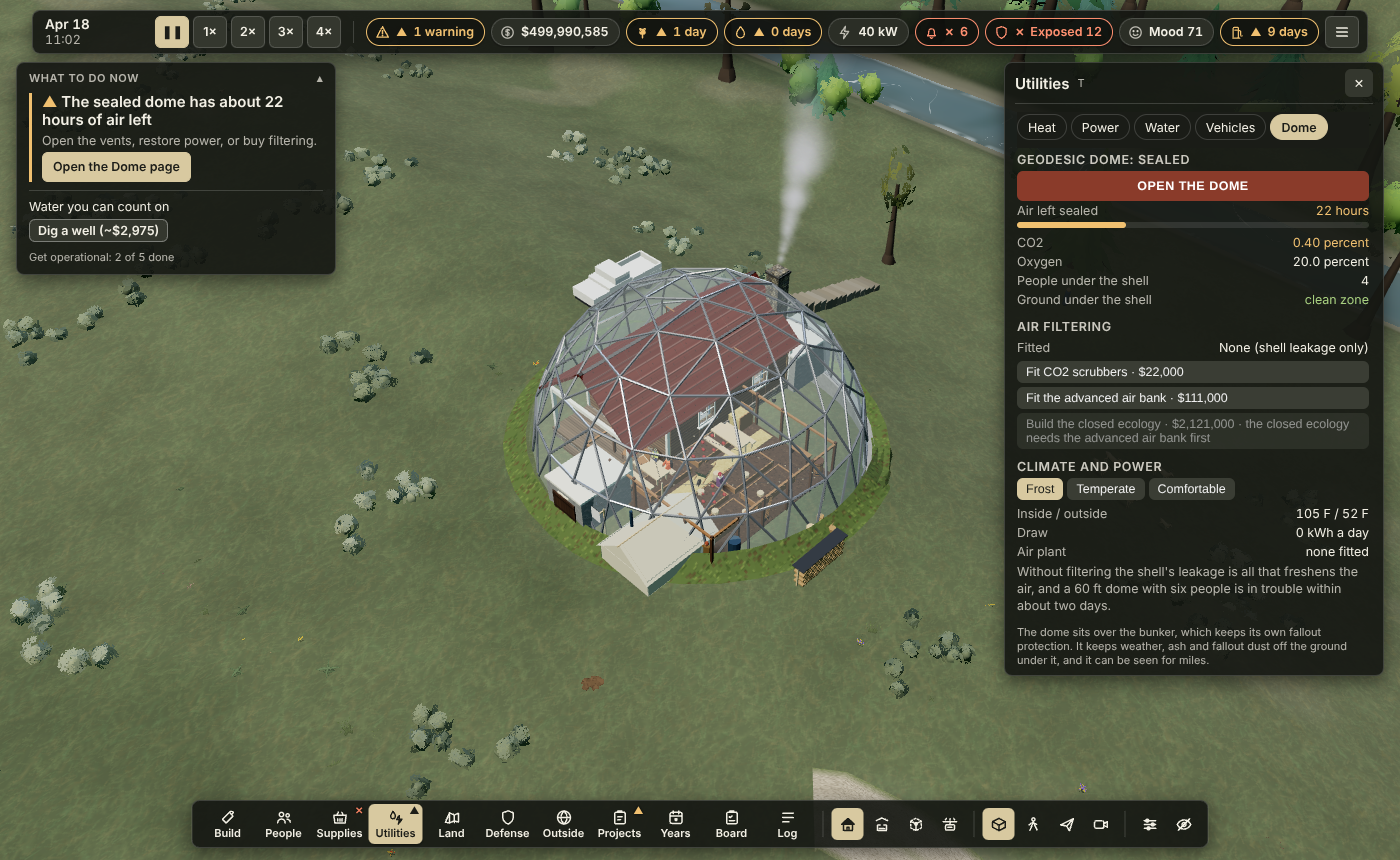 Apr 18
11:02
1×
2×
3×
4×
1 warning
$499,990,585
1 day
0 days
40 kW
× 6
× Exposed 12
Mood 71
9 days
WHAT TO DO NOW
The sealed dome has about 22
hours of air left
Open the vents, restore power, or buy filtering.
Open the Dome page
Water you can count on
Dig a well (~$2,975)
Get operational: 2 of 5 done
Utilities T
Heat
Power
Water
Vehicles
Dome
GEODESIC DOME: SEALED
OPEN THE DOME
Air left sealed 22 hours
CO2 0.40 percent
Oxygen 20.0 percent
People under the shell 4
Ground under the shell clean zone
AIR FILTERING
Fitted None (shell leakage only)
Fit CO2 scrubbers · $22,000
Fit the advanced air bank · $111,000
Build the closed ecology · $2,121,000 · the closed ecology
needs the advanced air bank first
CLIMATE AND POWER
Frost
Temperate
Comfortable
Inside / outside 105 F / 52 F
Draw 0 kWh a day
Air plant none fitted
Without filtering the shell's leakage is all that freshens the
air, and a 60 ft dome with six people is in trouble within
about two days.
The dome sits over the bunker, which keeps its own fallout
protection. It keeps weather, ash and fallout dust off the ground
under it, and it can be seen for miles.
Build
People
Supplies
Utilities
Land
Defense
Outside
Projects
Years
Board
Log